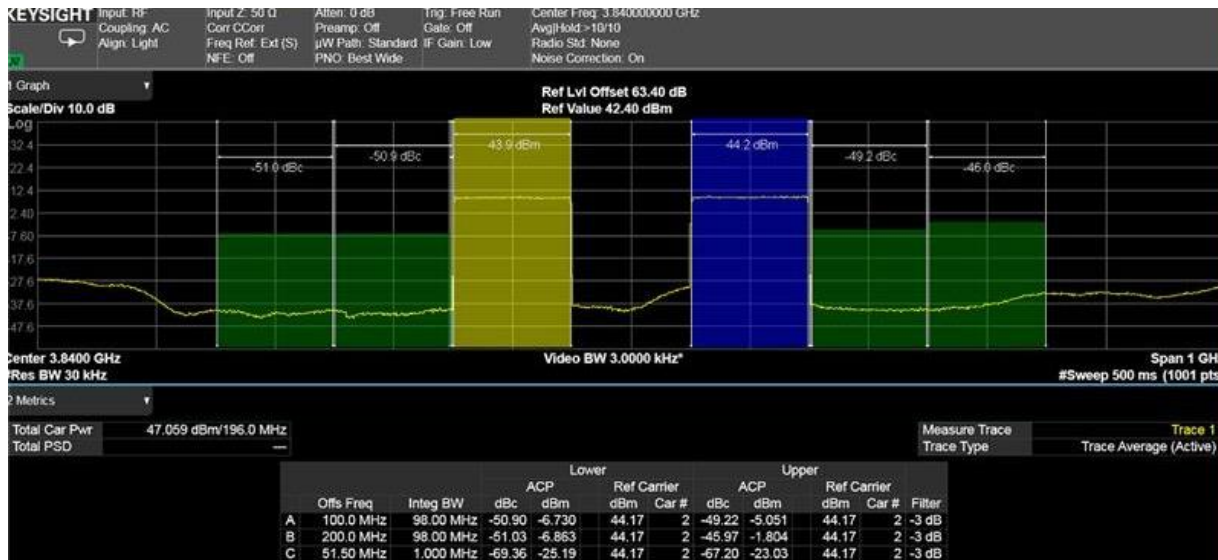 KEYSIGHT Input: RF Input Z: 50 Ω Atten: 0 dB Trig: Free Run Center Freq: 3.840000000 GHz
Coupling: AC Corr CCorr Preamp: Off Gate: Off Avg|Hold:>10/10
Align: Light Freq Ref: Ext (S) µW Path: Standard IF Gain: Low Radio Std: None
NFE: Off PNO: Best Wide Noise Correction: On
1 Graph
Ref Lvl Offset 63.40 dB
Scale/Div 10.0 dB Ref Value 42.40 dBm
Log
32.4 43.9 dBm 44.2 dBm
-50.9 dBc -49.2 dBc
22.4 -51.0 dBc -46.0 dBc
12.4
2.40
-7.60
-17.6
-27.6
-37.6
-47.6
Center 3.8400 GHz Video BW 3.0000 kHz* Span 1 GH
#Res BW 30 kHz #Sweep 500 ms (1001 pts
2 Metrics
Total Car Pwr 47.059 dBm/196.0 MHz Measure Trace Trace 1
Total PSD --- Trace Type Trace Average (Active)
Lower Upper
ACP Ref Carrier ACP Ref Carrier
Offs Freq Integ BW dBc dBm dBm Car # dBc dBm dBm Car # Filter
A 100.0 MHz 98.00 MHz -50.90 -6.730 44.17 2 -49.22 -5.051 44.17 2 -3 dB
B 200.0 MHz 98.00 MHz -51.03 -6.863 44.17 2 -45.97 -1.804 44.17 2 -3 dB
C 51.50 MHz 1.000 MHz -69.36 -25.19 44.17 2 -67.20 -23.03 44.17 2 -3 dB